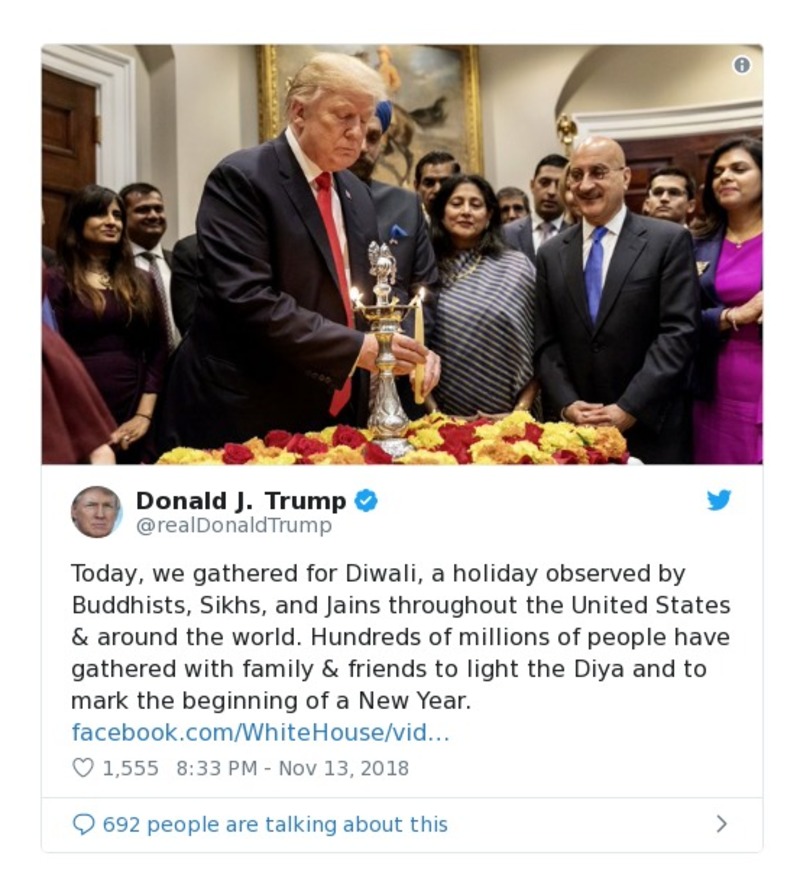 Donald J. Trump
@realDonaldTrump
Today, we gathered for Diwali, a holiday observed by
Buddhists, Sikhs, and Jains throughout the United States
& around the world. Hundreds of millions of people have
gathered with family & friends to light the Diya and to
mark the beginning of a New Year.
facebook.com/WhiteHouse/vid…
1,555 8:33 PM - Nov 13, 2018
692 people are talking about this